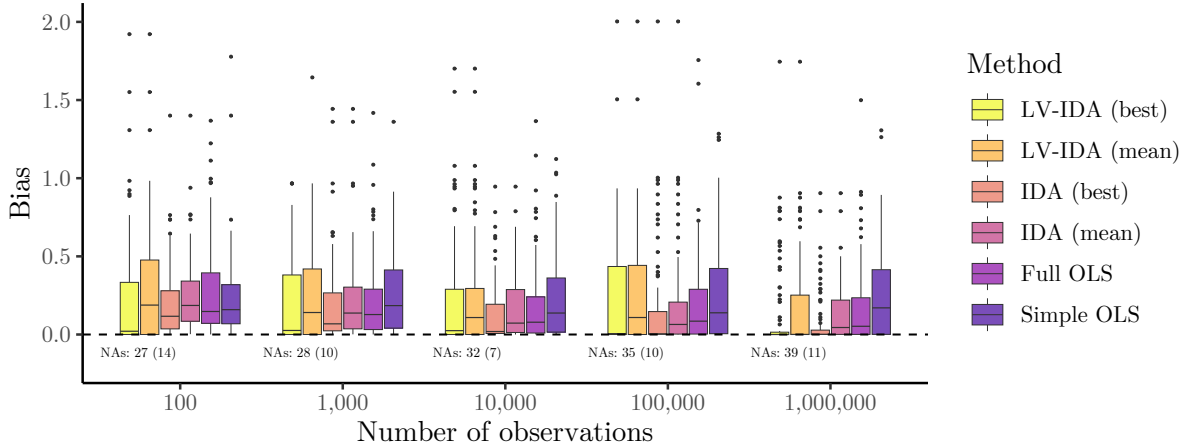 2.0
1.5
1.0
0.5
0.0
Bias
NAs: 27 (14)
NAs: 28 (10)
NAs: 32 (7)
NAs: 35 (10)
NAs: 39 (11)
100
1,000
10,000
100,000
1,000,000
Number of observations
Method
LV-IDA (best)
LV-IDA (mean)
IDA (best)
IDA (mean)
Full OLS
Simple OLS